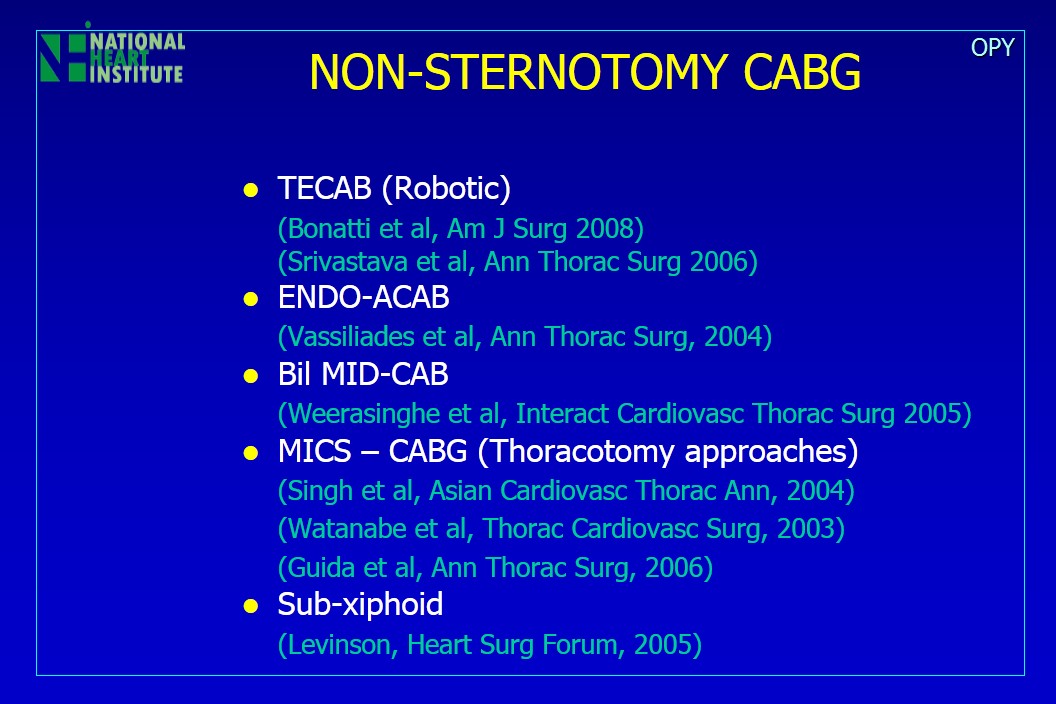 NATIONAL
HEART
INSTITUTE
OPY
NON-STERNOTOMY CABG
● TECAB (Robotic)
(Bonatti et al, Am J Surg 2008)
(Srivastava et al, Ann Thorac Surg 2006)
● ENDO-ACAB
(Vassiliades et al, Ann Thorac Surg, 2004)
● Bil MID-CAB
(Weerasinghe et al, Interact Cardiovasc Thorac Surg 2005)
● MICS – CABG (Thoracotomy approaches)
(Singh et al, Asian Cardiovasc Thorac Ann, 2004)
(Watanabe et al, Thorac Cardiovasc Surg, 2003)
(Guida et al, Ann Thorac Surg, 2006)
● Sub-xiphoid
(Levinson, Heart Surg Forum, 2005)